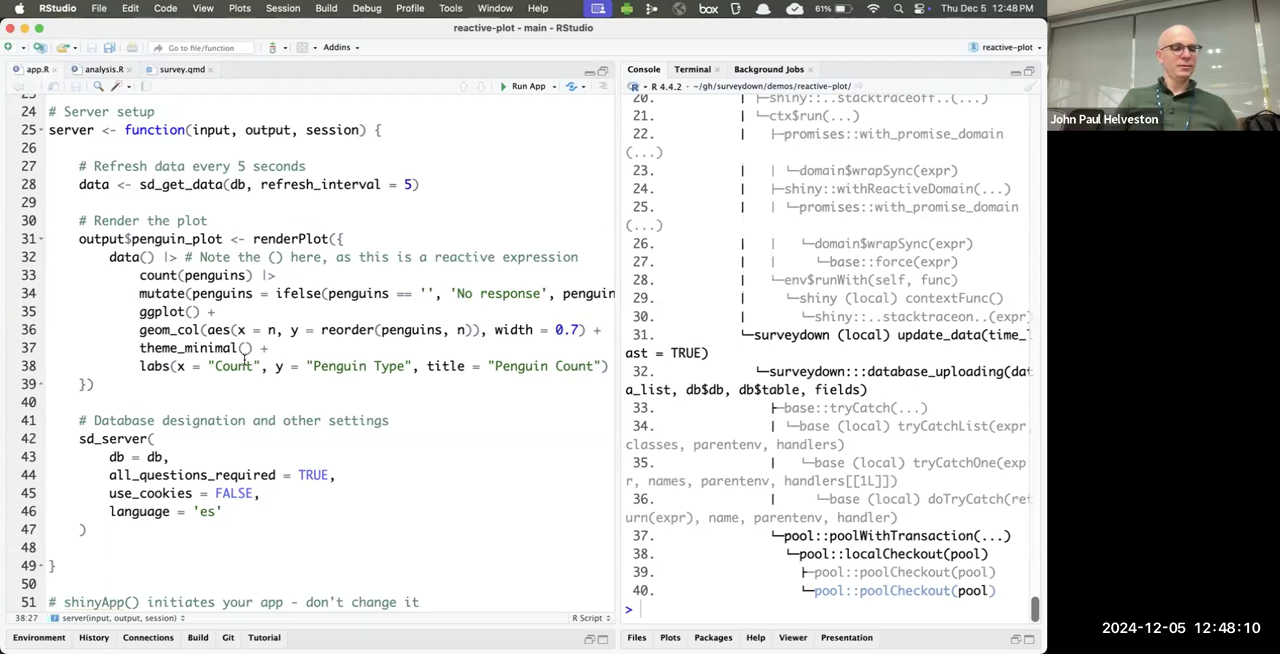 RStudio File Edit Code View Plots Session Build Debug Profile Tools Window Help box 61% Thu Dec 5 12:48 PM
reactive-plot - main - RStudio
Go to file/function Addins reactive-plot
app.R analysis.R survey.qmd
Run App
24 # Server setup
25 server <- function(input, output, session) {
26
27 # Refresh data every 5 seconds
28 data <- sd_get_data(db, refresh_interval = 5)
29
30 # Render the plot
31 output$penguin_plot <- renderPlot({
32 data() |> # Note the () here, as this is a reactive expression
33 count(penguins) |>
34 mutate(penguins = ifelse(penguins == '', 'No response', penguin
35 ggplot() +
36 geom_col(aes(x = n, y = reorder(penguins, n)), width = 0.7) +
37 theme_minimal() +
38 labs(x = "Count", y = "Penguin Type", title = "Penguin Count")
39 })
40
41 # Database designation and other settings
42 sd_server(
43 db = db,
44 all_questions_required = TRUE,
45 use_cookies = FALSE,
46 language = 'es'
47 )
48
49 }
50
51 # shinyApp() initiates your app - don't change it
38:27 server(input, output, session) R Script
Environment History Connections Build Git Tutorial
Console Terminal Background Jobs
R 4.4.2 · ~/gh/surveydown/demos/reactive-plot/
20. | ├─shiny::..stacktraceoff..(...)
21. | └─ctx$run(...)
22. | ├─promises::with_promise_domain
(...)
23. | | └─domain$wrapSync(expr)
24. | ├─shiny::withReactiveDomain(...)
25. | | └─promises::with_promise_domain
(...)
26. | | └─domain$wrapSync(expr)
27. | | └─base::force(expr)
28. | └─env$runWith(self, func)
29. | └─shiny (local) contextFunc()
30. | └─shiny::..stacktraceon..(expr)
31. └─surveydown (local) update_data(time_l
ast = TRUE)
32. └─surveydown:::database_uploading(dat
a_list, db$db, db$table, fields)
33. ├─base::tryCatch(...)
34. | └─base (local) tryCatchList(expr,
classes, parentenv, handlers)
35. | └─base (local) tryCatchOne(exp
r, names, parentenv, handlers[[1L]])
36. | └─base (local) doTryCatch(ret
urn(expr), name, parentenv, handler)
37. └─pool::poolWithTransaction(...)
38. └─pool::localCheckout(pool)
39. ├─pool::poolCheckout(pool)
40. └─pool::poolCheckout(pool)
>
Files Plots Packages Help Viewer Presentation
John Paul Helveston
2024-12-05 12:48:10